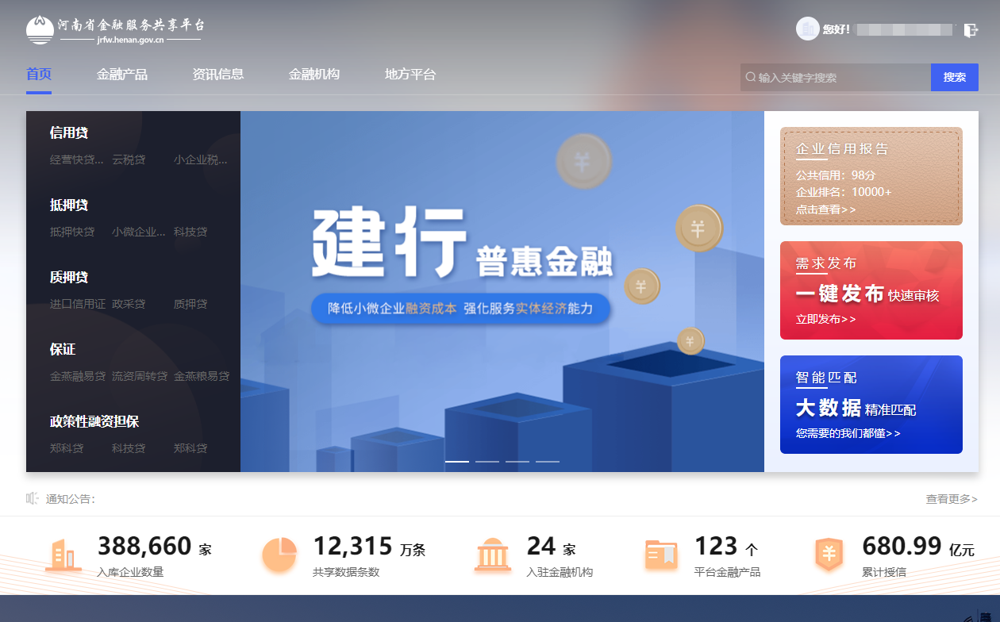 河南省金融服务共享平台
jrfw.henan.gov.cn
您好!
首页 金融产品 资讯信息 金融机构 地方平台
输入关键字搜索 搜索
信用贷
经营快贷... 云税贷 小企业税...
抵押贷
抵押快贷 小微企业... 科技贷
质押贷
进口信用证 政采贷 质押贷
保证
金燕融易贷 流资周转贷 金燕粮易贷
政策性融资担保
郑科贷 科技贷 郑科贷
建行 普惠金融
降低小微企业融资成本 强化服务实体经济能力
企业信用报告
公共信用：98分
企业排名：10000+
点击查看>>
需求发布
一键发布 快速审核
立即发布>>
智能匹配
大数据 精准匹配
您需要的我们都懂>>
通知公告： 查看更多>
388,660 家
入库企业数量
12,315 万条
共享数据条数
24 家
入驻金融机构
123 个
平台金融产品
680.99 亿元
累计授信